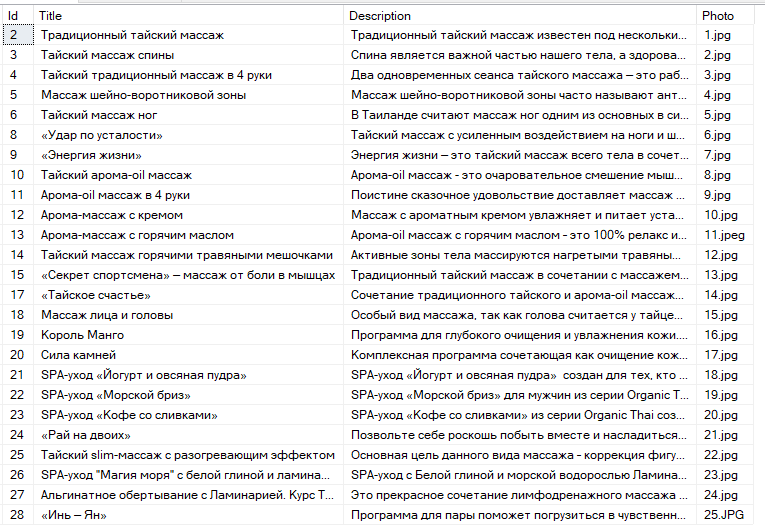 Id Title Description Photo
2 Традиционный тайский массаж Традиционный тайский массаж известен под нескольки... 1.jpg
3 Тайский массаж спины Спина является важной частью нашего тела, а здорова... 2.jpg
4 Тайский традиционный массаж в 4 руки Два одновременных сеанса тайского массажа – это раб... 3.jpg
5 Массаж шейно-воротниковой зоны Массаж шейно-воротниковой зоны часто называют ант... 4.jpg
6 Тайский массаж ног В Таиланде считают массаж ног одним из основных в си... 5.jpg
8 «Удар по усталости» Тайский массаж с усиленным воздействием на ноги и ш... 6.jpg
9 «Энергия жизни» Энергия жизни – это тайский массаж всего тела в сочет... 7.jpg
10 Тайский арома-oil массаж Арома-oil массаж - это очаровательное смешение мыш... 8.jpg
11 Арома-oil массаж в 4 руки Поистине сказочное удовольствие доставляет массаж ... 9.jpg
12 Арома-массаж с кремом Массаж с ароматным кремом увлажняет и питает уста... 10.jpg
13 Арома-массаж с горячим маслом Арома-oil массаж с горячим маслом - это 100% релакс и... 11.jpeg
14 Тайский массаж горячими травяными мешочками Активные зоны тела массируются нагретыми травяны... 12.jpg
15 «Секрет спортсмена» – массаж от боли в мышцах Традиционный тайский массаж в сочетании с массажем... 13.jpg
17 «Тайское счастье» Сочетание традиционного тайского и арома-oil массаж... 14.jpg
18 Массаж лица и головы Особый вид массажа, так как голова считается у тайце... 15.jpg
19 Король Манго Программа для глубокого очищения и увлажнения кожи.... 16.jpg
20 Сила камней Комплексная программа сочетающая как очищение кож... 17.jpg
21 SPA-уход «Йогурт и овсяная пудра» SPA-уход «Йогурт и овсяная пудра» создан для тех, кто ... 18.jpg
22 SPA-уход «Морской бриз» SPA-уход «Морской бриз» для мужчин из серии Organic T... 19.jpg
23 SPA-уход «Кофе со сливками» SPA-уход «Кофе со сливками» из серии Organic Thai соз... 20.jpg
24 «Рай на двоих» Позвольте себе роскошь побыть вместе и насладиться... 21.jpg
25 Тайский slim-массаж с разогревающим эффектом Основная цель данного вида массажа - коррекция фигу... 22.jpg
26 SPA-уход "Магия моря" с белой глиной и ламина... SPA-уход с Белой глиной и морской водорослью Ламина... 23.jpg
27 Альгинатное обертывание с Ламинарией. Курс Т... Это прекрасное сочетание лимфодренажного массажа ... 24.jpg
28 «Инь – Ян» Программа для пары поможет погрузиться в чувственн... 25.JPG